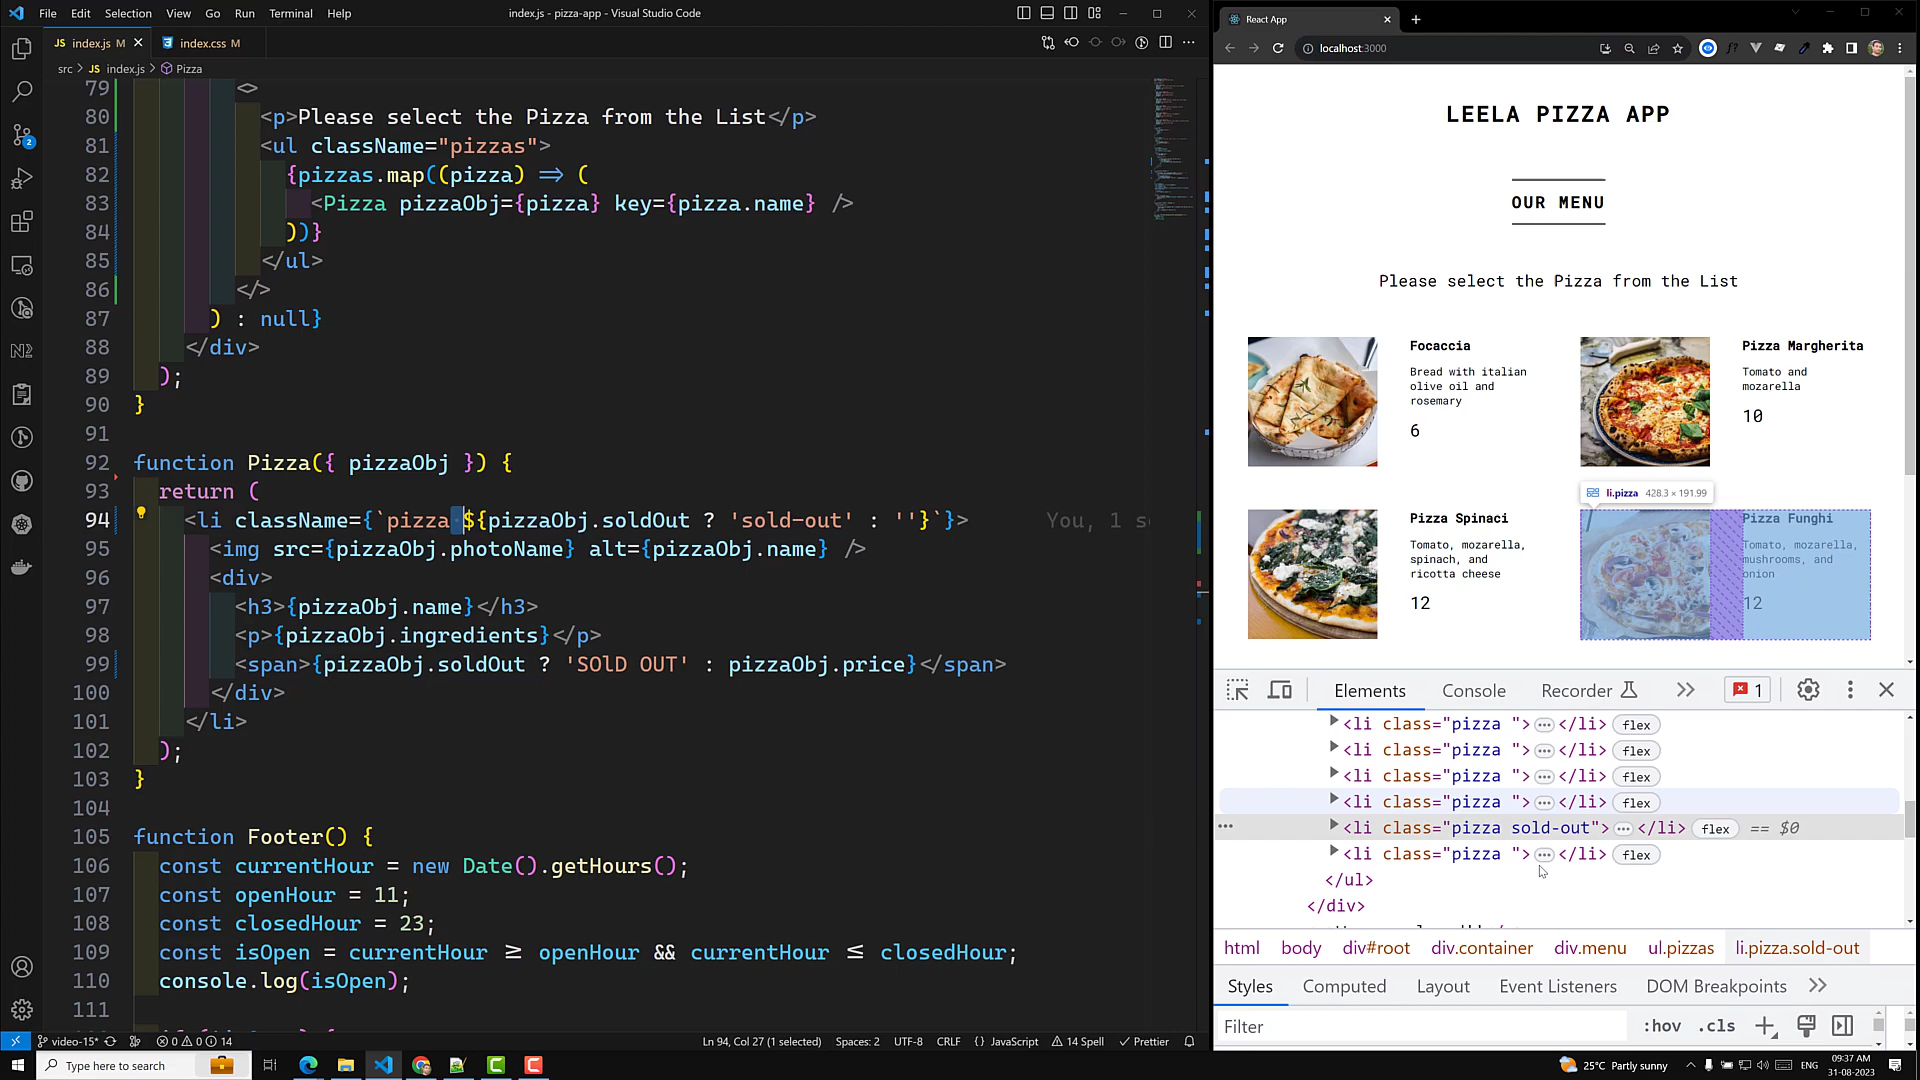 File Edit Selection View Go Run Terminal Help
index.js - pizza-app - Visual Studio Code
JS index.js M
index.css M
src > JS index.js > Pizza
79 <>
80 <p>Please select the Pizza from the List</p>
81 <ul className="pizzas">
82 {pizzas.map((pizza) => (
83 <Pizza pizzaObj={pizza} key={pizza.name} />
84 ))}
85 </ul>
86 </>
87 ) : null}
88 </div>
89 );
90 }
91
92 function Pizza({ pizzaObj }) {
93 return (
94 <li className={`pizza ${pizzaObj.soldOut ? 'sold-out' : ''}`}> You, 1 s
95 <img src={pizzaObj.photoName} alt={pizzaObj.name} />
96 <div>
97 <h3>{pizzaObj.name}</h3>
98 <p>{pizzaObj.ingredients}</p>
99 <span>{pizzaObj.soldOut ? 'SOlD OUT' : pizzaObj.price}</span>
100 </div>
101 </li>
102 );
103 }
104
105 function Footer() {
106 const currentHour = new Date().getHours();
107 const openHour = 11;
108 const closedHour = 23;
109 const isOpen = currentHour >= openHour && currentHour <= closedHour;
110 console.log(isOpen);
111
video-15* 0 0 14
Ln 94, Col 27 (1 selected) Spaces: 2 UTF-8 CRLF {} JavaScript 14 Spell Prettier
React App
localhost:3000
LEELA PIZZA APP
OUR MENU
Please select the Pizza from the List
Focaccia
Bread with italian
olive oil and
rosemary
6
Pizza Margherita
Tomato and
mozarella
10
li.pizza 428.3 × 191.99
Pizza Spinaci
Tomato, mozarella,
spinach, and
ricotta cheese
12
Pizza Funghi
Tomato, mozarella,
mushrooms, and
onion
12
Elements Console Recorder 1
<li class="pizza ">…</li> flex
<li class="pizza ">…</li> flex
<li class="pizza ">…</li> flex
<li class="pizza ">…</li> flex
<li class="pizza sold-out">…</li> flex == $0
<li class="pizza ">…</li> flex
</ul>
</div>
html body div#root div.container div.menu ul.pizzas li.pizza.sold-out
Styles Computed Layout Event Listeners DOM Breakpoints
Filter :hov .cls
Type here to search
25°C Partly sunny
ENG
09:37 AM
31-08-2023